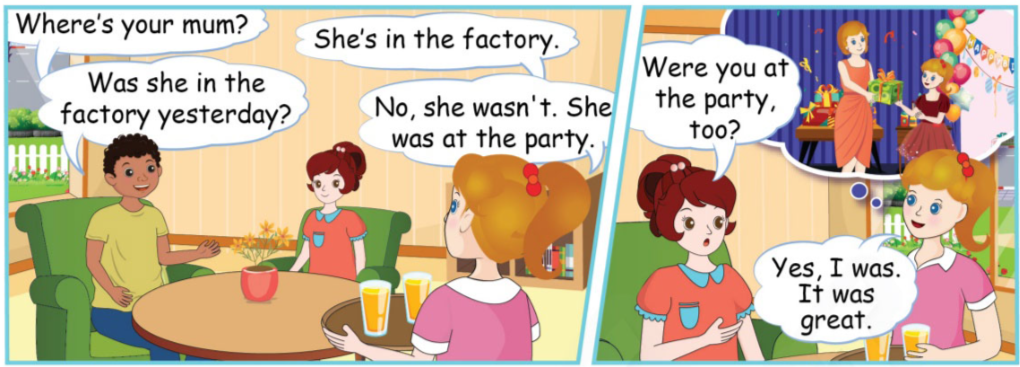 Where's your mum?
She's in the factory.
Was she in the
factory yesterday?
No, she wasn't. She
was at the party.
Were you at
the party,
too?
Yes, I was.
It was
great.